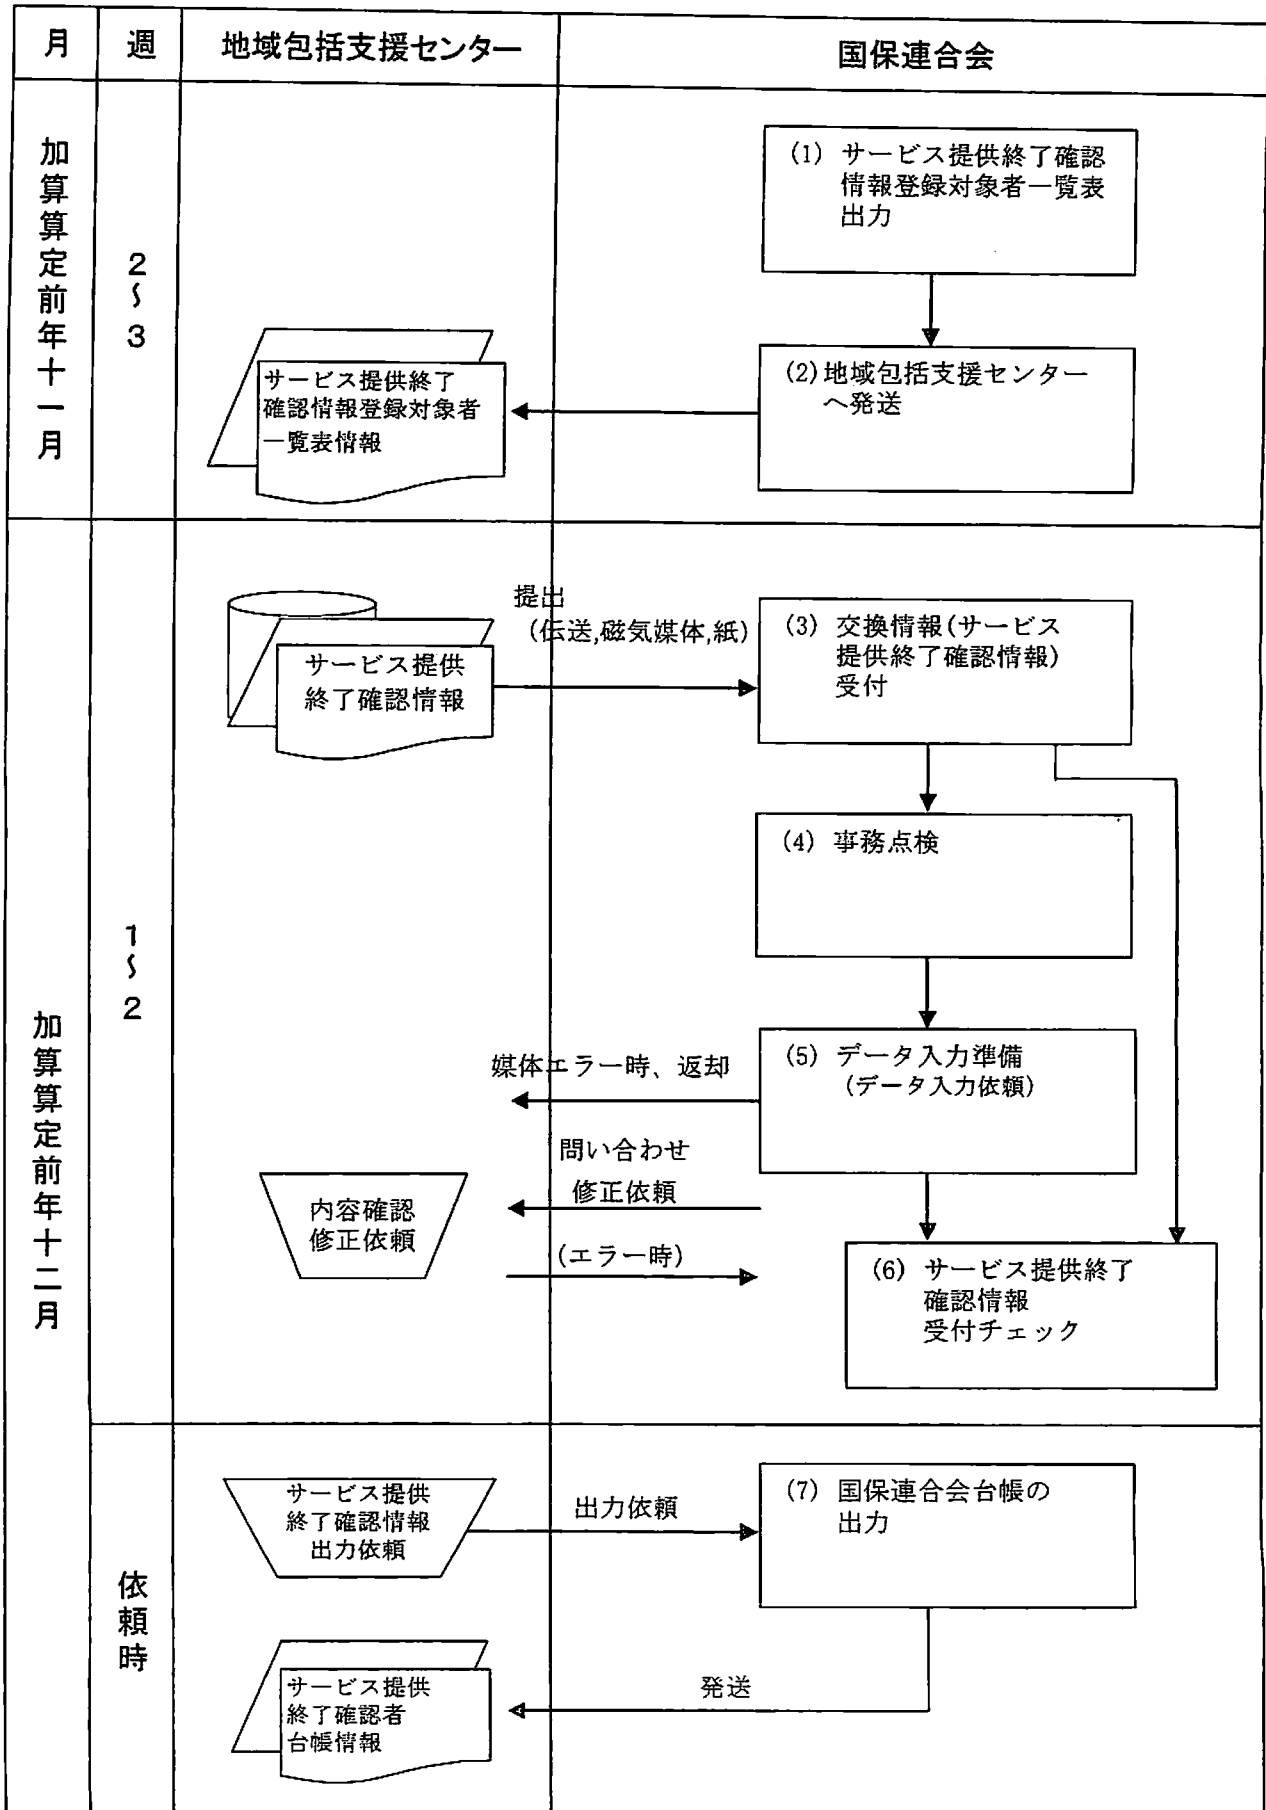 月
週
地域包括支援センター
国保連合会
加算算定前年十一月
2〜3
(1) サービス提供終了確認
情報登録対象者一覧表
出力
(2)地域包括支援センター
へ発送
サービス提供終了
確認情報登録対象者
一覧表情報
加算算定前年十二月
1〜2
提出
(伝送,磁気媒体,紙)
サービス提供
終了確認情報
(3) 交換情報(サービス
提供終了確認情報)
受付
(4) 事務点検
(5) データ入力準備
(データ入力依頼)
媒体エラー時、返却
問い合わせ
修正依頼
(エラー時)
内容確認
修正依頼
(6) サービス提供終了
確認情報
受付チェック
依頼時
サービス提供
終了確認情報
出力依頼
出力依頼
(7) 国保連合会台帳の
出力
発送
サービス提供
終了確認者
台帳情報